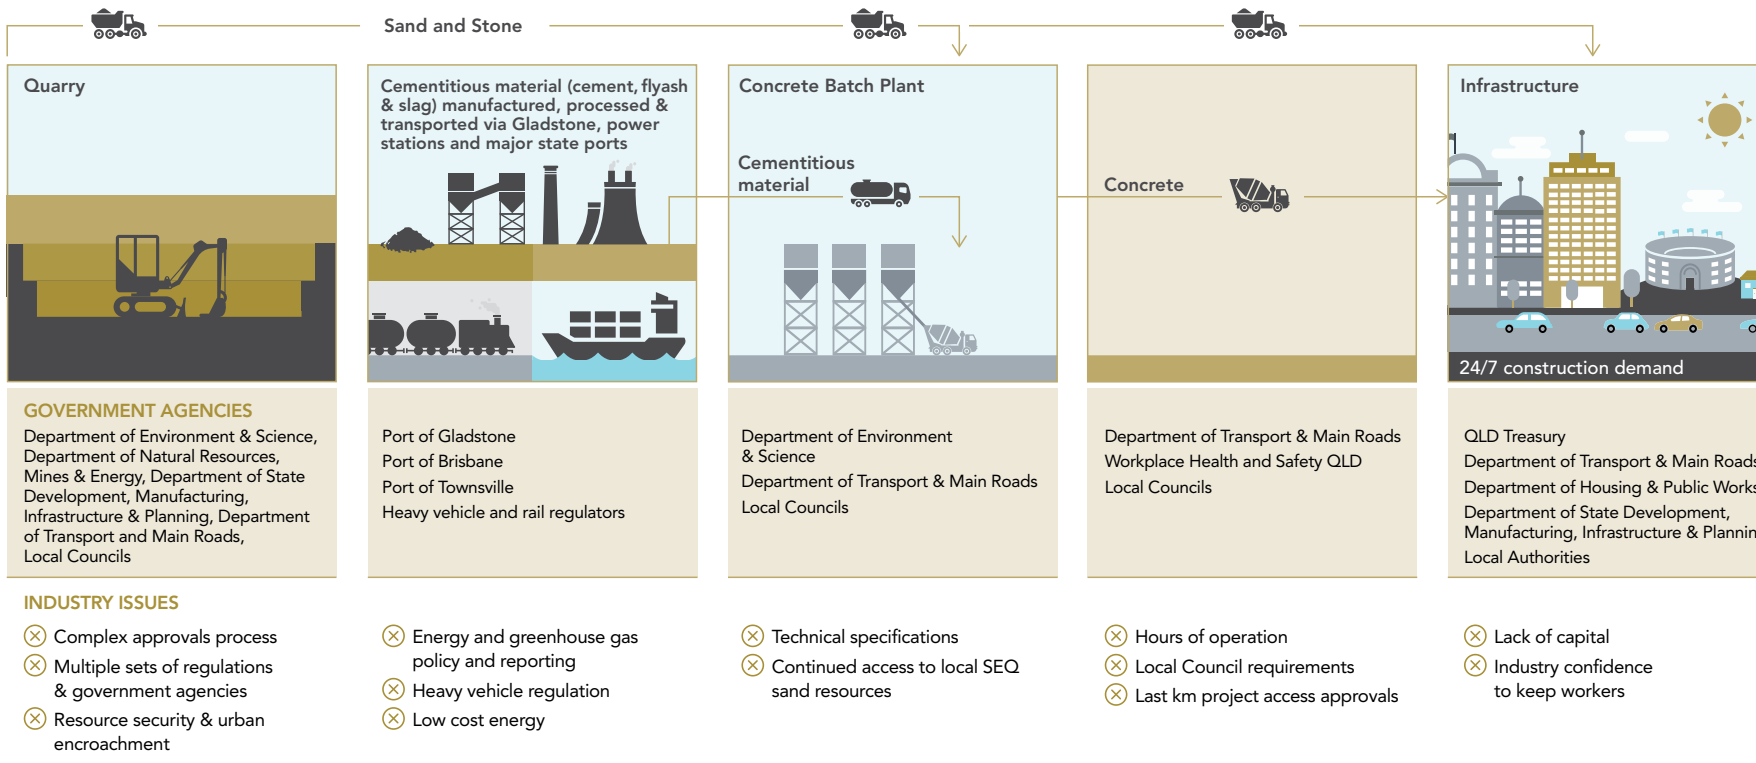 Sand and Stone
Quarry
Cementitious material (cement, flyash
& slag) manufactured, processed &
transported via Gladstone, power
stations and major state ports
Concrete Batch Plant
Cementitious
material
Concrete
Infrastructure
24/7 construction demand
GOVERNMENT AGENCIES
Department of Environment & Science,
Department of Natural Resources,
Mines & Energy, Department of State
Development, Manufacturing,
Infrastructure & Planning, Department
of Transport and Main Roads,
Local Councils
Port of Gladstone
Port of Brisbane
Port of Townsville
Heavy vehicle and rail regulators
Department of Environment
& Science
Department of Transport & Main Roads
Local Councils
Department of Transport & Main Roads
Workplace Health and Safety QLD
Local Councils
QLD Treasury
Department of Transport & Main Roads
Department of Housing & Public Works
Department of State Development,
Manufacturing, Infrastructure & Plannin
Local Authorities
INDUSTRY ISSUES
Complex approvals process
Multiple sets of regulations
& government agencies
Resource security & urban
encroachment
Energy and greenhouse gas
policy and reporting
Heavy vehicle regulation
Low cost energy
Technical specifications
Continued access to local SEQ
sand resources
Hours of operation
Local Council requirements
Last km project access approvals
Lack of capital
Industry confidence
to keep workers